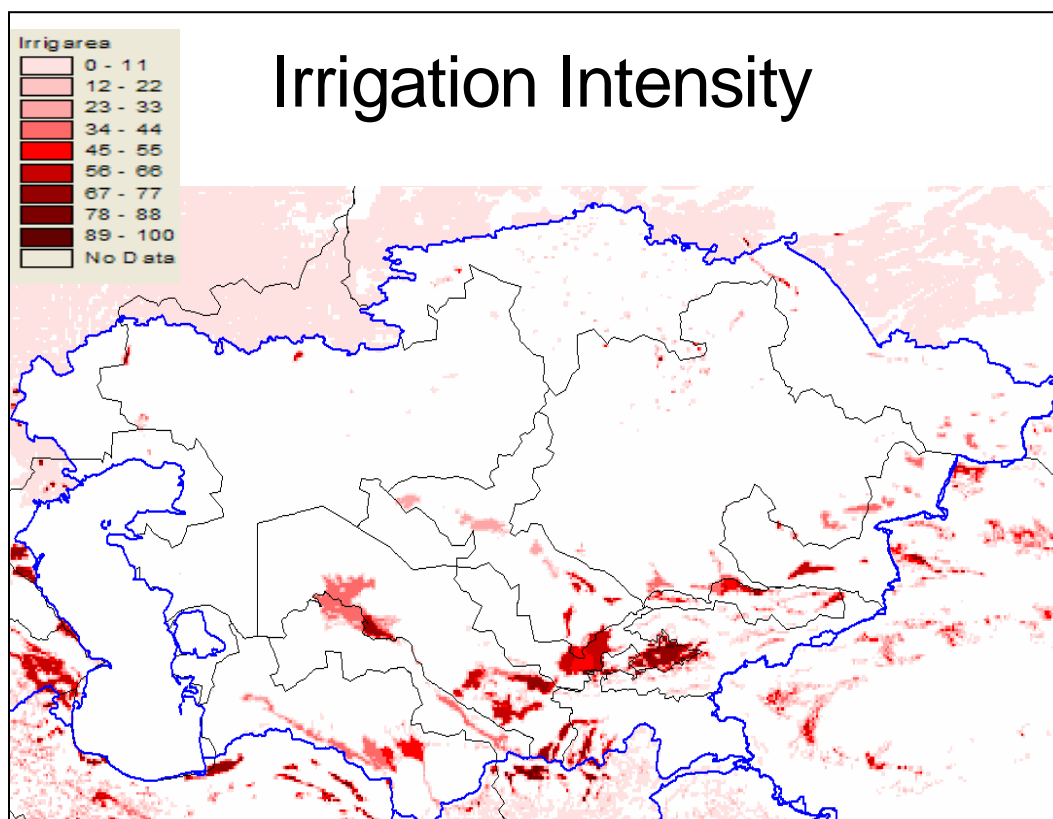 Irrigation Intensity
Irrigarea
0 - 11
12 - 22
23 - 33
34 - 44
45 - 55
56 - 66
67 - 77
78 - 88
89 - 100
No Data